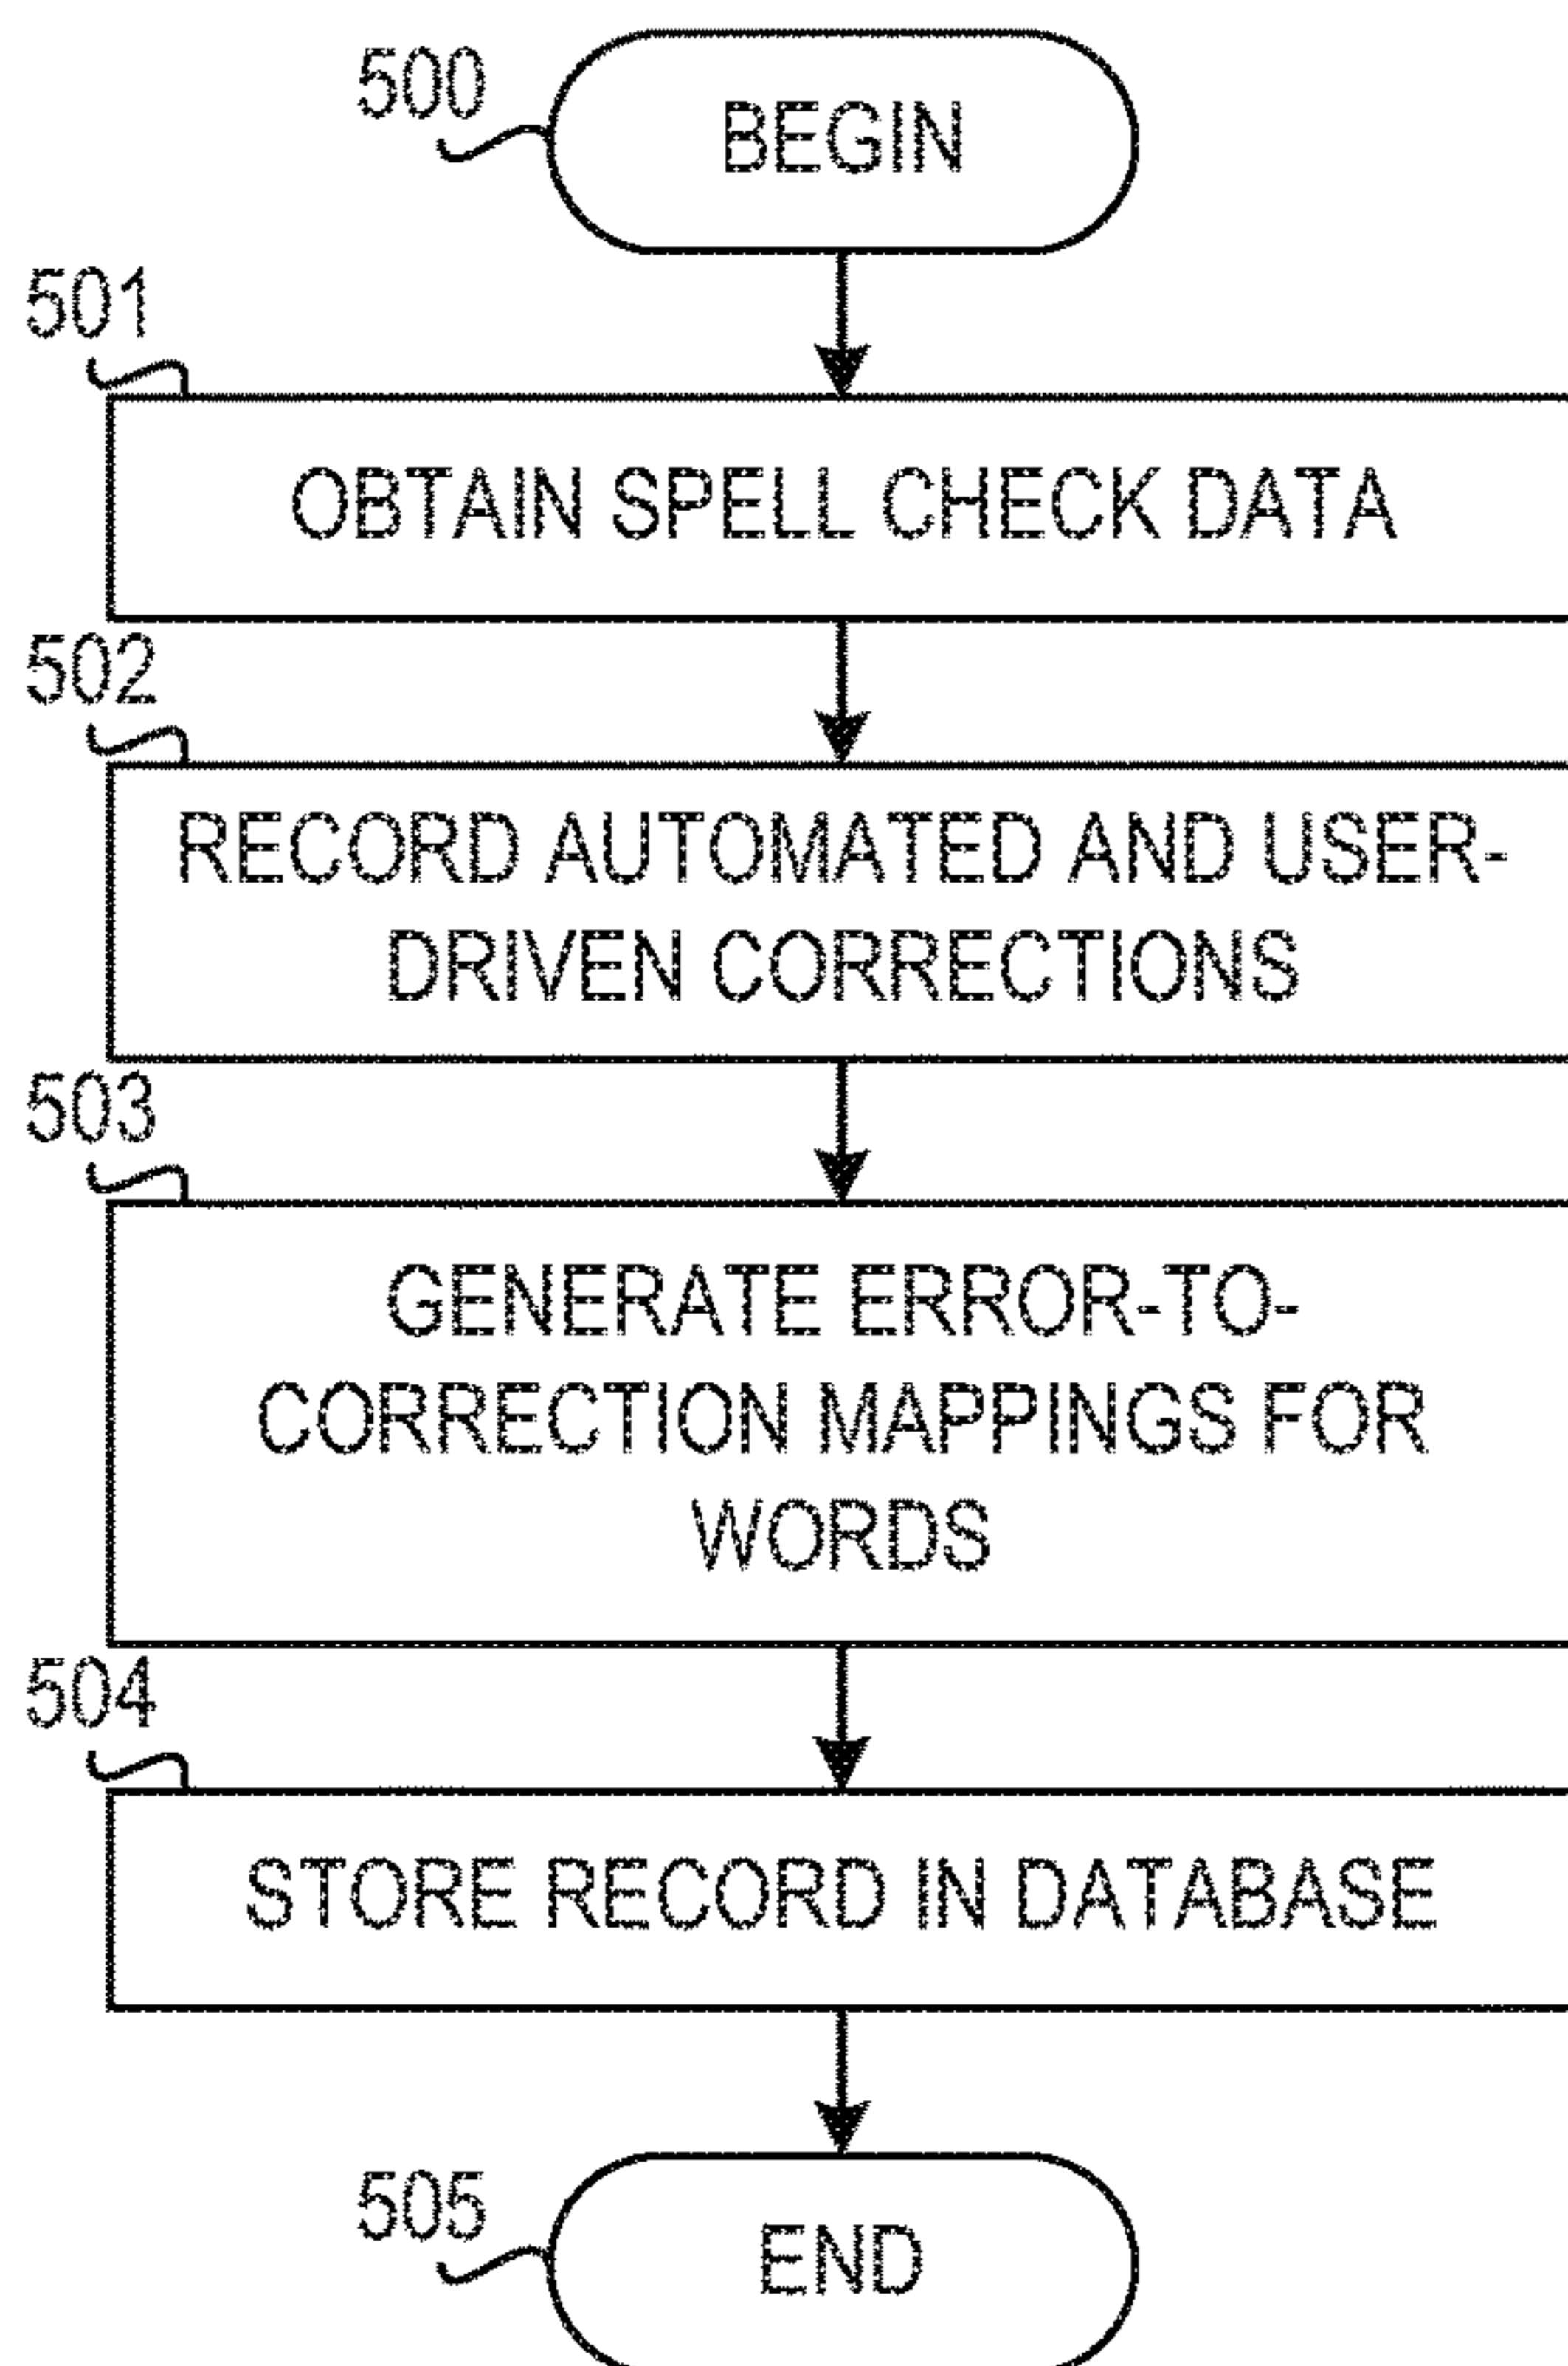 500
BEGIN
501
OBTAIN SPELL CHECK DATA
502
RECORD AUTOMATED AND USER-
DRIVEN CORRECTIONS
503
GENERATE ERROR-TO-
CORRECTION MAPPINGS FOR
WORDS
504
STORE RECORD IN DATABASE
505
END